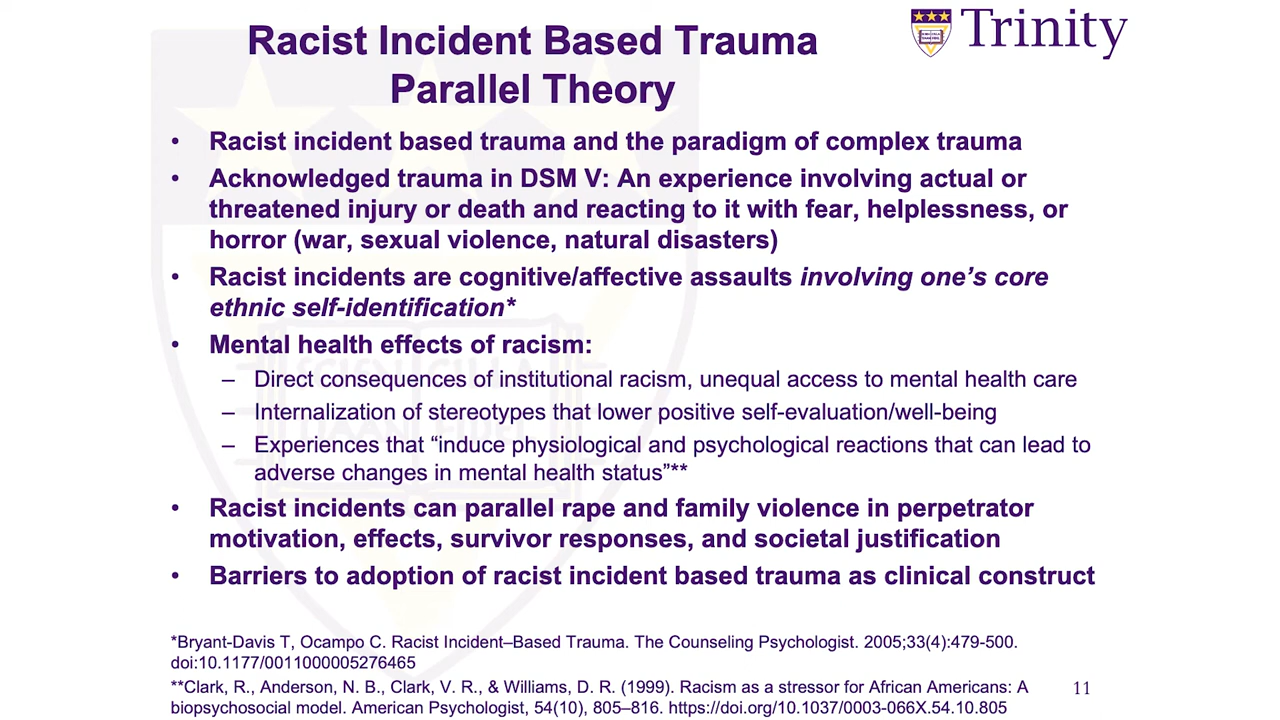 Racist Incident Based Trauma
Parallel Theory
Trinity
• Racist incident based trauma and the paradigm of complex trauma
• Acknowledged trauma in DSM V: An experience involving actual or
threatened injury or death and reacting to it with fear, helplessness, or
horror (war, sexual violence, natural disasters)
• Racist incidents are cognitive/affective assaults involving one’s core
ethnic self-identification*
• Mental health effects of racism:
– Direct consequences of institutional racism, unequal access to mental health care
– Internalization of stereotypes that lower positive self-evaluation/well-being
– Experiences that “induce physiological and psychological reactions that can lead to
adverse changes in mental health status”**
• Racist incidents can parallel rape and family violence in perpetrator
motivation, effects, survivor responses, and societal justification
• Barriers to adoption of racist incident based trauma as clinical construct
*Bryant-Davis T, Ocampo C. Racist Incident–Based Trauma. The Counseling Psychologist. 2005;33(4):479-500.
doi:10.1177/0011000005276465
**Clark, R., Anderson, N. B., Clark, V. R., & Williams, D. R. (1999). Racism as a stressor for African Americans: A
biopsychosocial model. American Psychologist, 54(10), 805–816. https://doi.org/10.1037/0003-066X.54.10.805
11